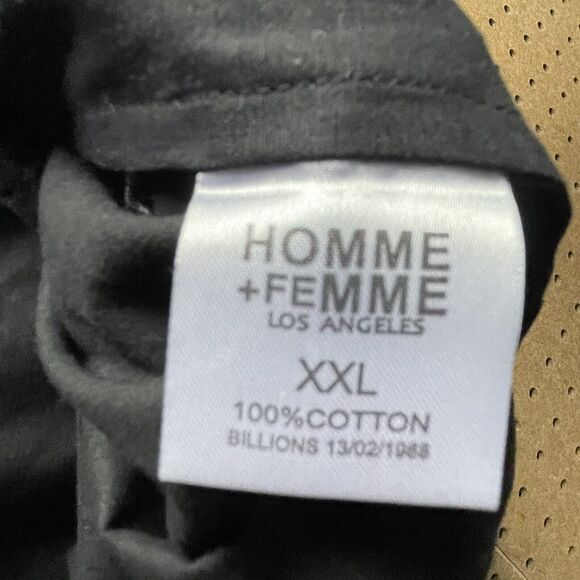 HOMME
+FEMME
LOS ANGELES
XXL
100%COTTON
BILLIONS 13/02/1988